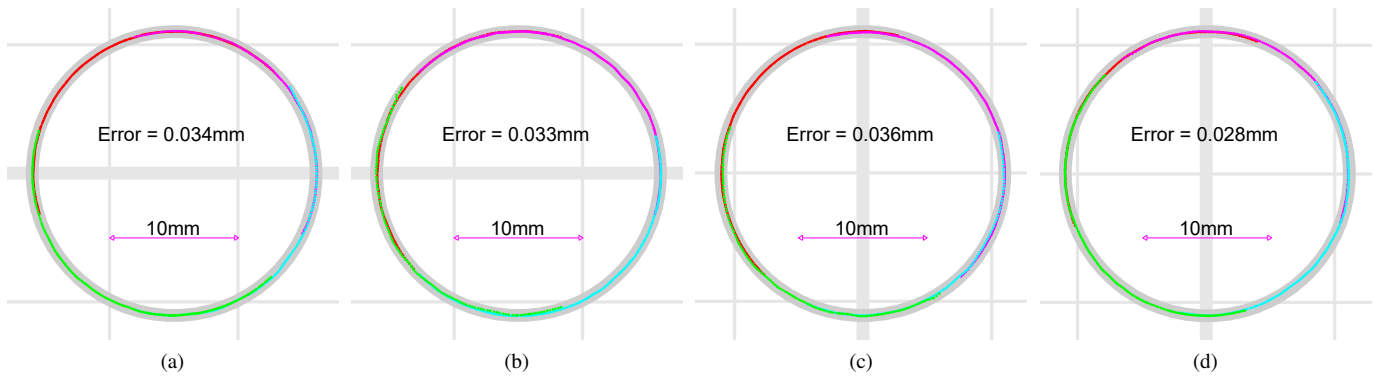 Error = 0.034mm
10mm
(a)
Error = 0.033mm
10mm
(b)
Error = 0.036mm
10mm
(c)
Error = 0.028mm
10mm
(d)